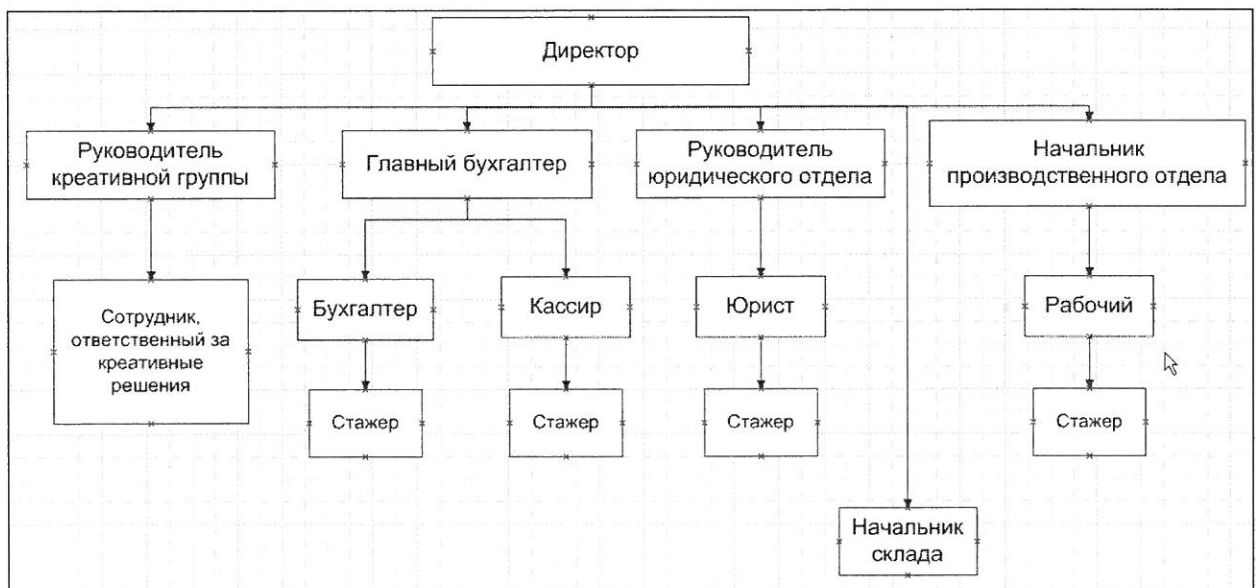 Директор
Руководитель
креативной группы
Главный бухгалтер
Руководитель
юридического отдела
Начальник
производственного отдела
Сотрудник,
ответственный за
креативные
решения
Бухгалтер
Кассир
Юрист
Рабочий
Стажер
Стажер
Стажер
Стажер
Начальник
склада